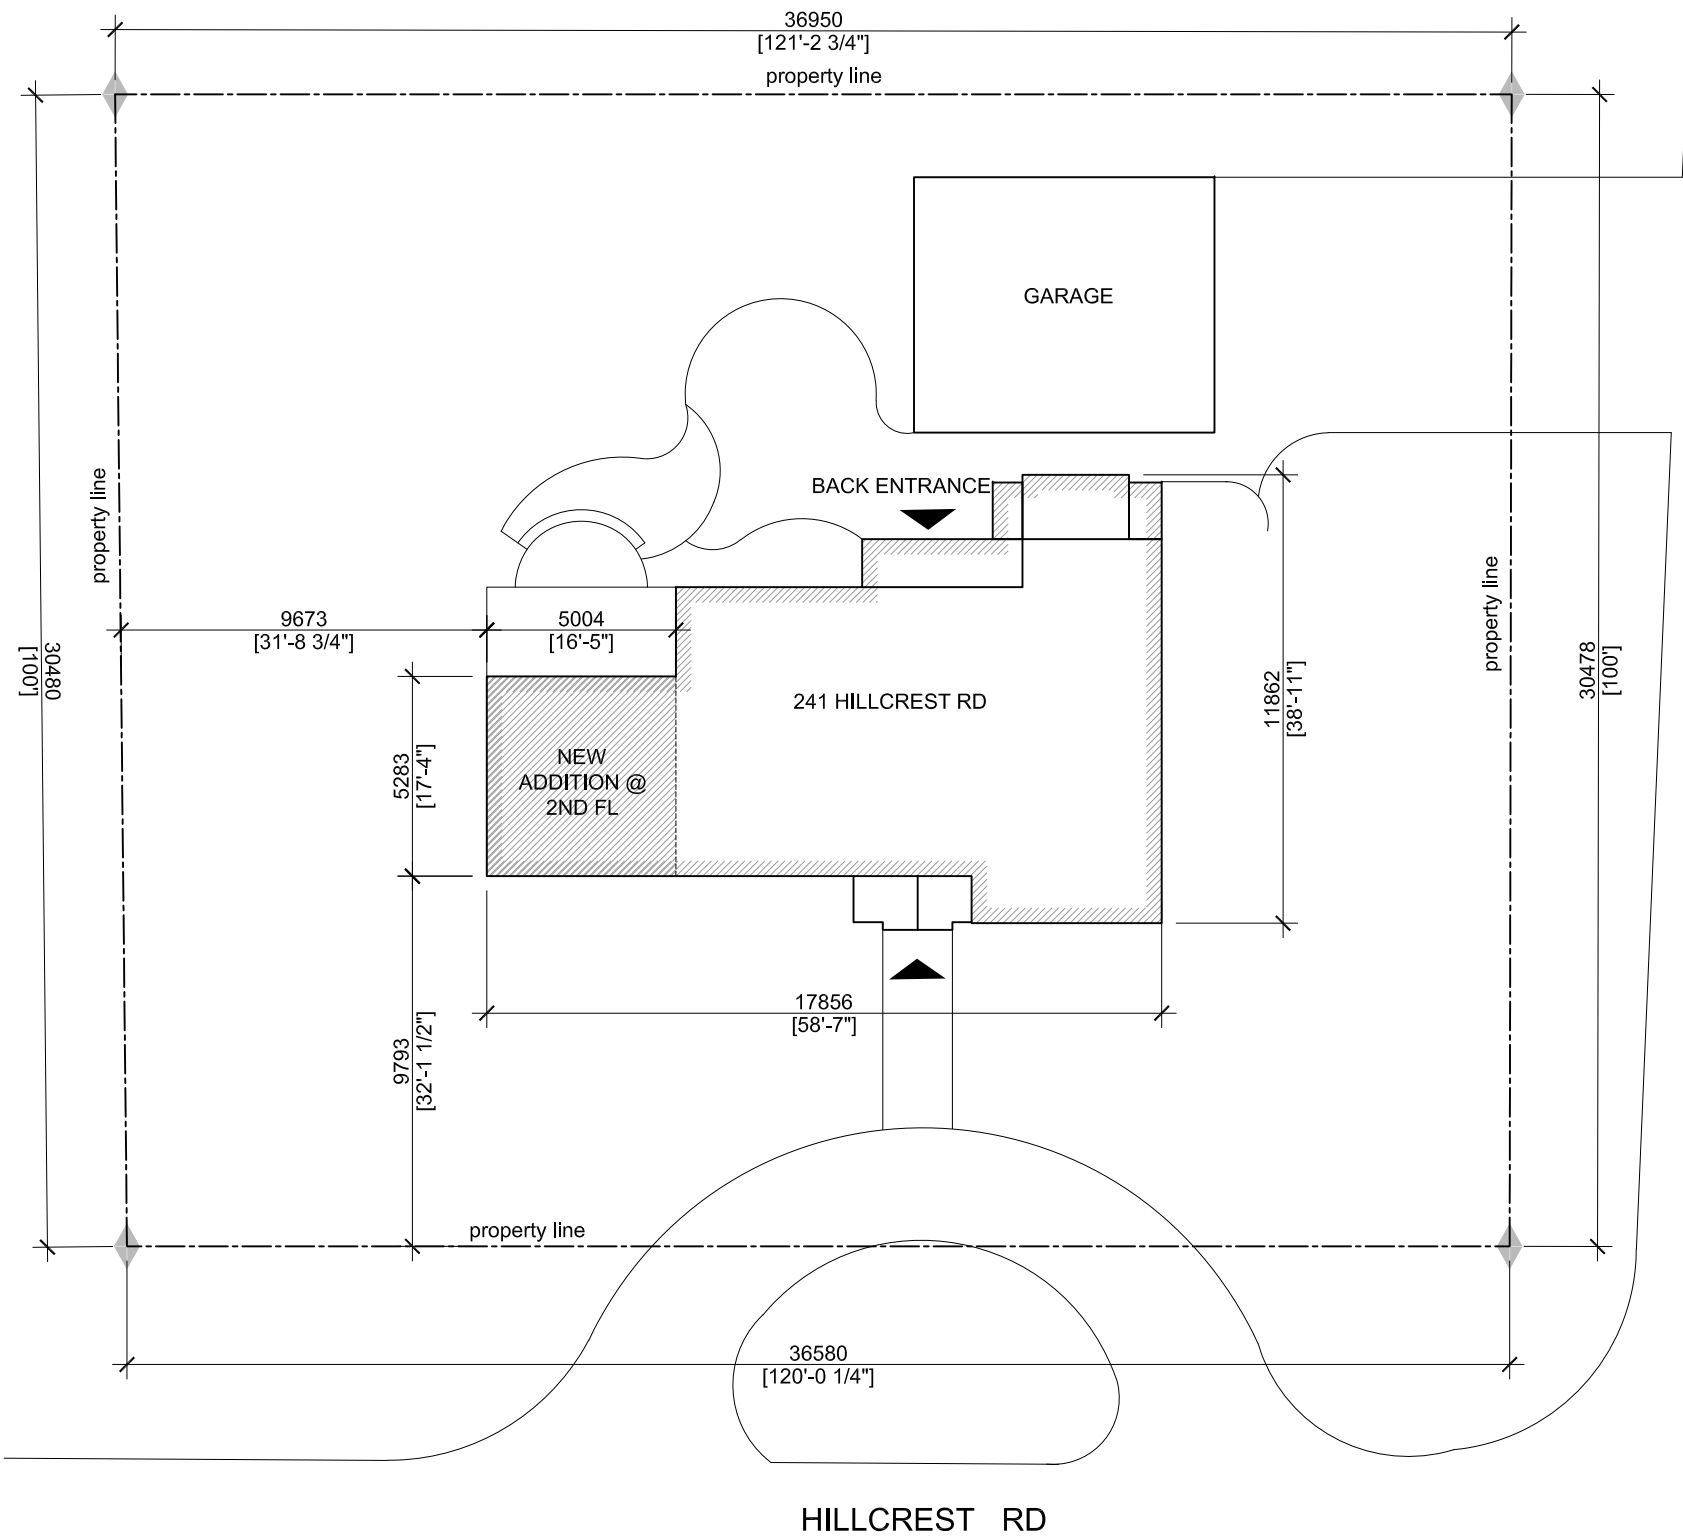 36950
[121'-2 3/4"]
property line
GARAGE
BACK ENTRANCE
property line
property line
9673
[31'-8 3/4"]
5004
[16'-5"]
30480
[100']
11862
[38'-11"]
30478
[100']
241 HILLCREST RD
5283
[17'-4"]
NEW
ADDITION @
2ND FL
17856
[58'-7"]
9793
[32'-1 1/2"]
property line
36580
[120'-0 1/4"]
HILLCREST RD